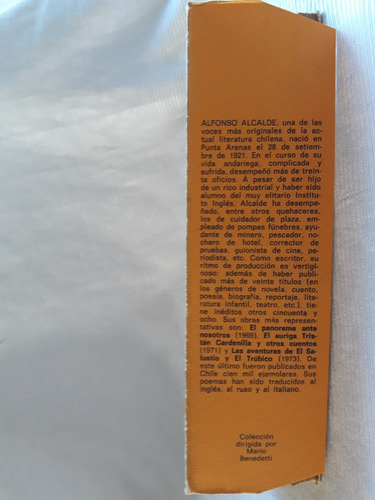 ALFONSO ALCALDE, una de las
voces más originales de la ac-
tual literatura chilena, nació en
Punta Arenas el 28 de setiem-
bre de 1921. En el curso de su
vida andariega, complicada y
sufrida, desempeñó más de trein-
ta oficios. A pesar de ser hijo
de un rico industrial y haber sido
alumno del muy elitario Institu-
to Inglés, Alcalde ha desempe-
ñado, entre otros quehaceres,
los de cuidador de plaza, em-
pleado de pompas fúnebres, ayu-
dante de minero, pescador, no-
chero de hotel, corrector de
pruebas, guionista de cine, pe-
riodista, etc. Como escritor, su
ritmo de producción es vertigi-
noso: además de haber publi-
cado más de veinte títulos (en
los géneros de novela, cuento,
poesía, biografía, reportaje, lite-
ratura infantil, teatro, etc.), tie-
ne inéditos otros cincuenta y
ocho. Sus obras más repre-
sentativas son: El panorama ante
nosotros (1969), El auriga Tris-
tán Cardenilla y otros cuentos
(1971) y Las aventuras de El Sa-
lustio y El Trúbico (1973). De
este último fueron publicados en
Chile cien mil ejemplares. Sus
poemas han sido traducidos al
inglés, al ruso y al italiano.
Colección
dirigida por
Mario
Benedetti